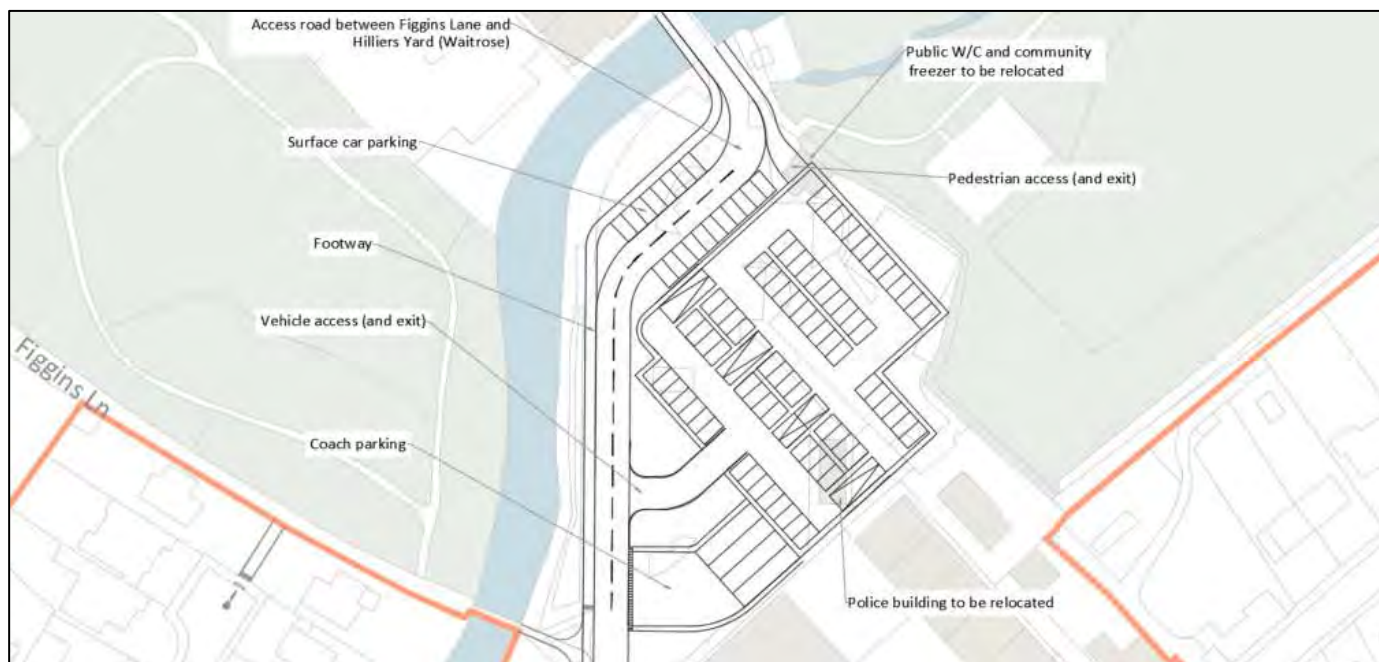 Access road between Figgins Lane and
Hilliers Yard (Waitrose)
Public W/C and community
freezer to be relocated
Surface car parking
Pedestrian access (and exit)
Footway
Vehicle access (and exit)
Figgins Ln
Coach parking
Police building to be relocated